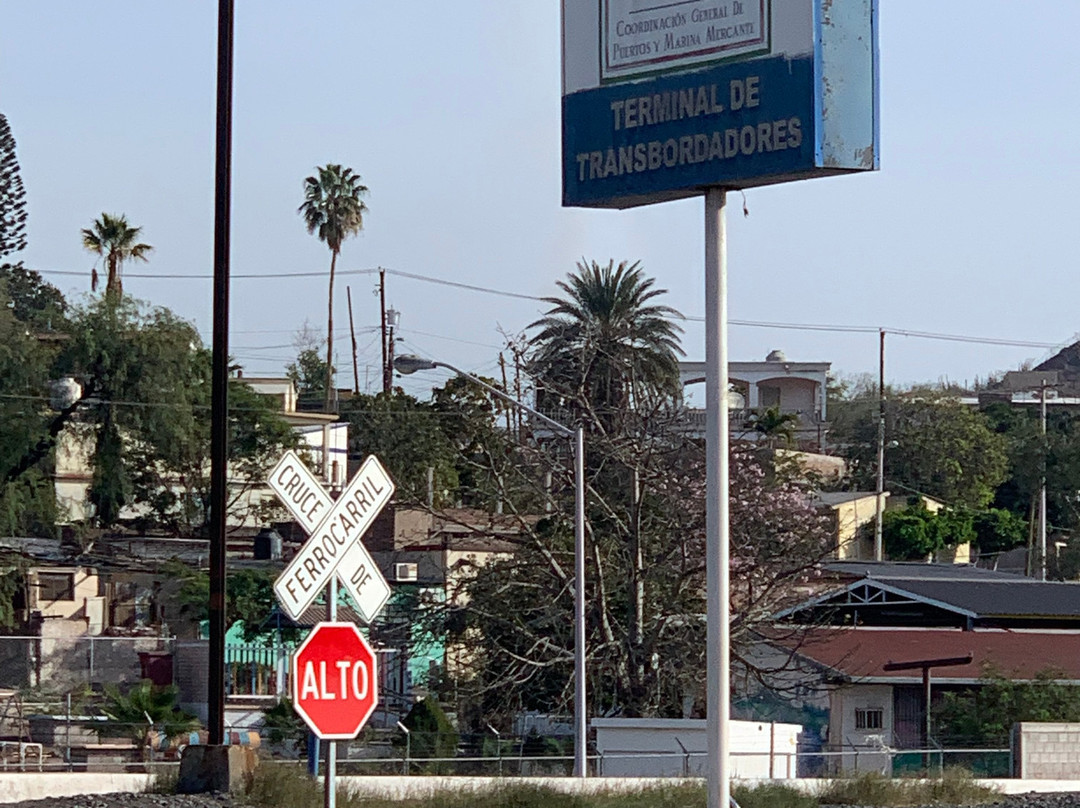 COORDINACIÓN GENERAL DE
PUERTOS Y MARINA MERCANTE
TERMINAL DE
TRANSBORDADORES
CRUCE DE
FERROCARRIL
ALTO